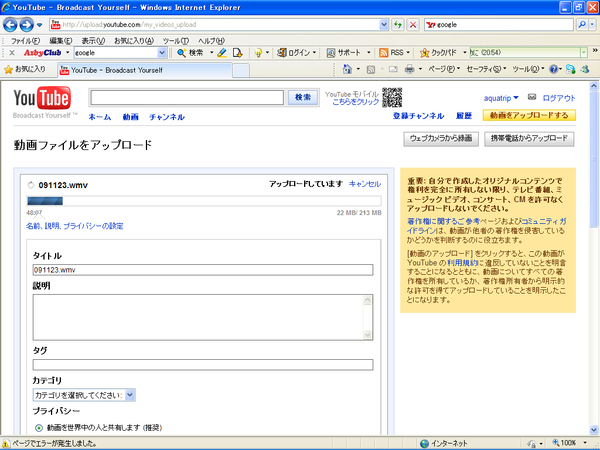 YouTube - Broadcast Yourself - Windows Internet Explorer
http://upload.youtube.com/my_videos_upload
google
ファイル(F) 編集(E) 表示(V) お気に入り(A) ツール(T) ヘルプ(H)
AzbyClub google 検索 ログイン サポート RSS クックパド (20:54)
お気に入り YouTube - Broadcast Yourself ページ(P) セーフティ(S) ツール(O)
YouTube
Broadcast Yourself ™
検索
YouTube モバイル
こちらをクリック
aquatrip ログアウト
ホーム 動画 チャンネル 登録チャンネル 履歴 動画をアップロードする
動画ファイルをアップロード ウェブカメラから録画 携帯電話からアップロード
091123.wmv アップロードしています キャンセル
48:07 22 MB/ 213 MB
名前、説明、プライバシーの設定
タイトル
091123.wmv
説明
タグ
カテゴリ
カテゴリを選択してください:
プライバシー
動画を世界中の人と共有します (推奨)
重要: 自分で作成したオリジナルコンテンツで
権利を完全に所有しない限り、テレビ番組、ミ
ュージック ビデオ、コンサート、CM を許可なく
アップロードしないでください。
著作権に関するご参考ページおよびコミュニティ ガ
イドラインは、動画が他者の著作権を侵害している
かどうかを判断するのに役立ちます。
[動画のアップロード] をクリックすると、この動画が
YouTube の利用規約に違反していないことを明言
することになるとともに、動画についてすべての著
作権を所有しているか、著作権所有者から明示的
な許可を得てアップロードしていることを明示したこ
とになります。
ページでエラーが発生しました。 インターネット 100%